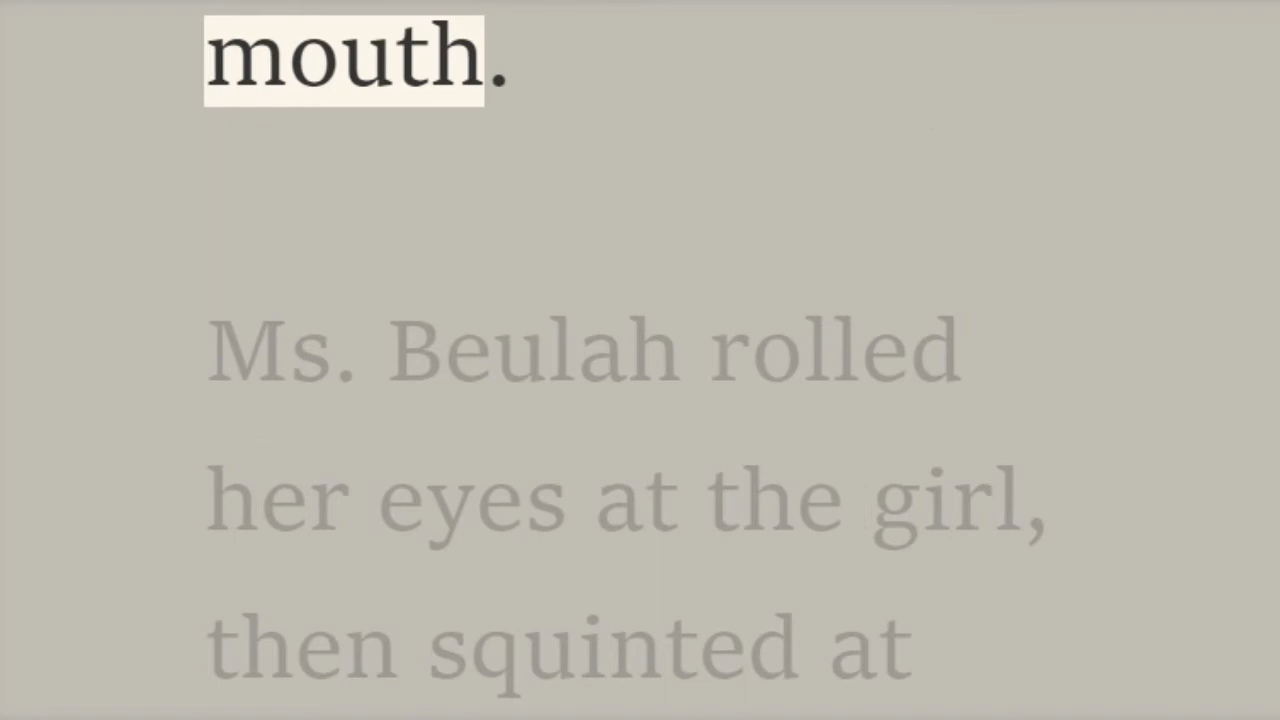 mouth.
Ms. Beulah rolled
her eyes at the girl,
then squinted at